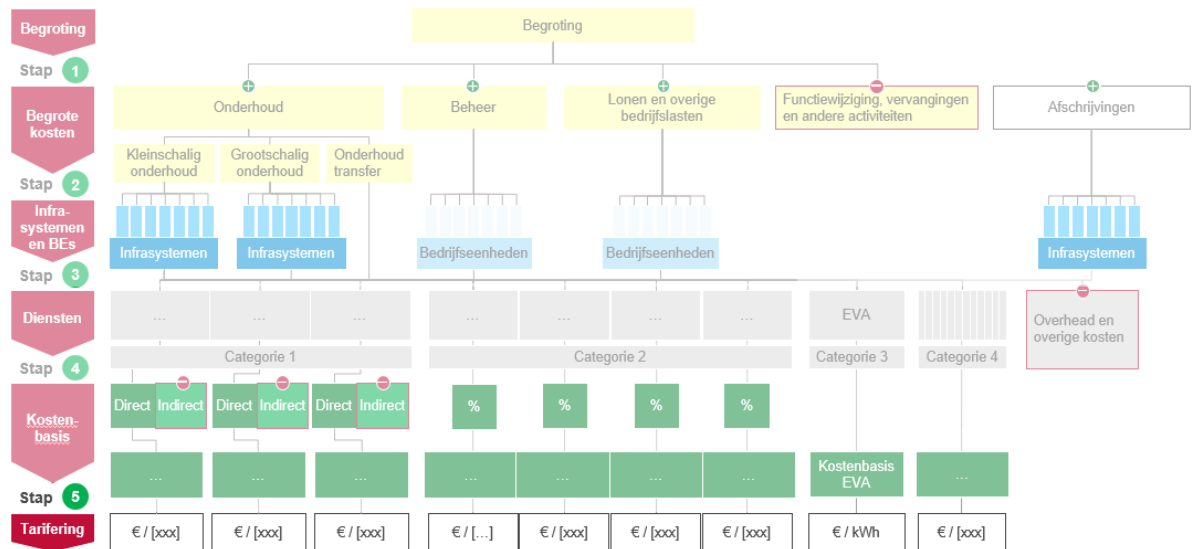 Begroting
Begroting
Stap 1
+ + + − +
Begrote
kosten
Onderhoud
Beheer
Lonen en overige
bedrijfslasten
Functiewijziging, vervangingen
en andere activiteiten
Afschrijvingen
Kleinschalig
onderhoud
Grootschalig
onderhoud
Onderhoud
transfer
Stap 2
Infra-
systemen
en BEs
Infrasystemen
Infrasystemen
Bedrijfseenheden
Bedrijfseenheden
Infrasystemen
Stap 3
−
Diensten
... ... ... ... ... ... ... EVA ...
Overhead en
overige kosten
Stap 4
Categorie 1
Categorie 2
Categorie 3
Categorie 4
− − −
Kosten-
basis
Direct Indirect Direct Indirect Direct Indirect % % % %
... ... ... ... ... ... ...
Kostenbasis
EVA
...
Stap 5
Tarifering
€ / [xxx] € / [xxx] € / [xxx] € / [...] € / [xxx] € / [xxx] € / [xxx] € / kWh € / [xxx]